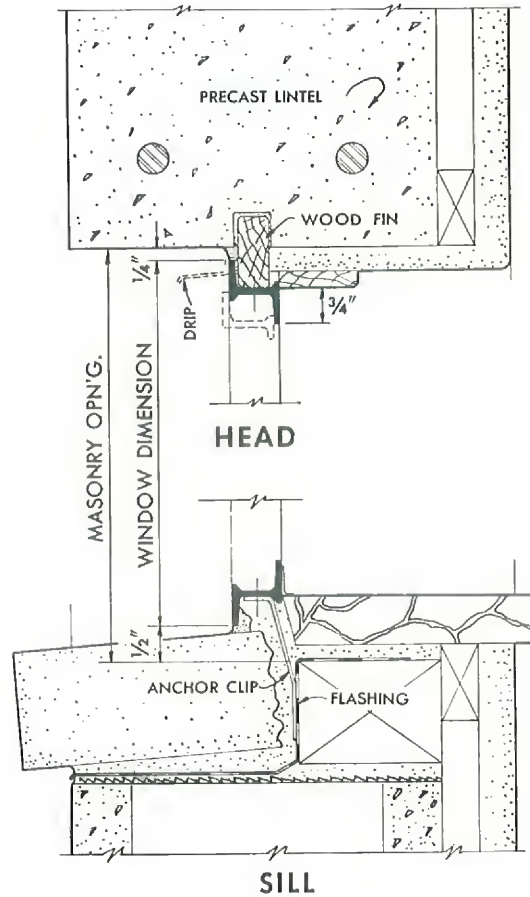 PRECAST LINTEL
WOOD FIN
1/4"
DRIP
3/4"
MASONRY OPN'G.
WINDOW DIMENSION
HEAD
1/2"
ANCHOR CLIP
FLASHING
SILL